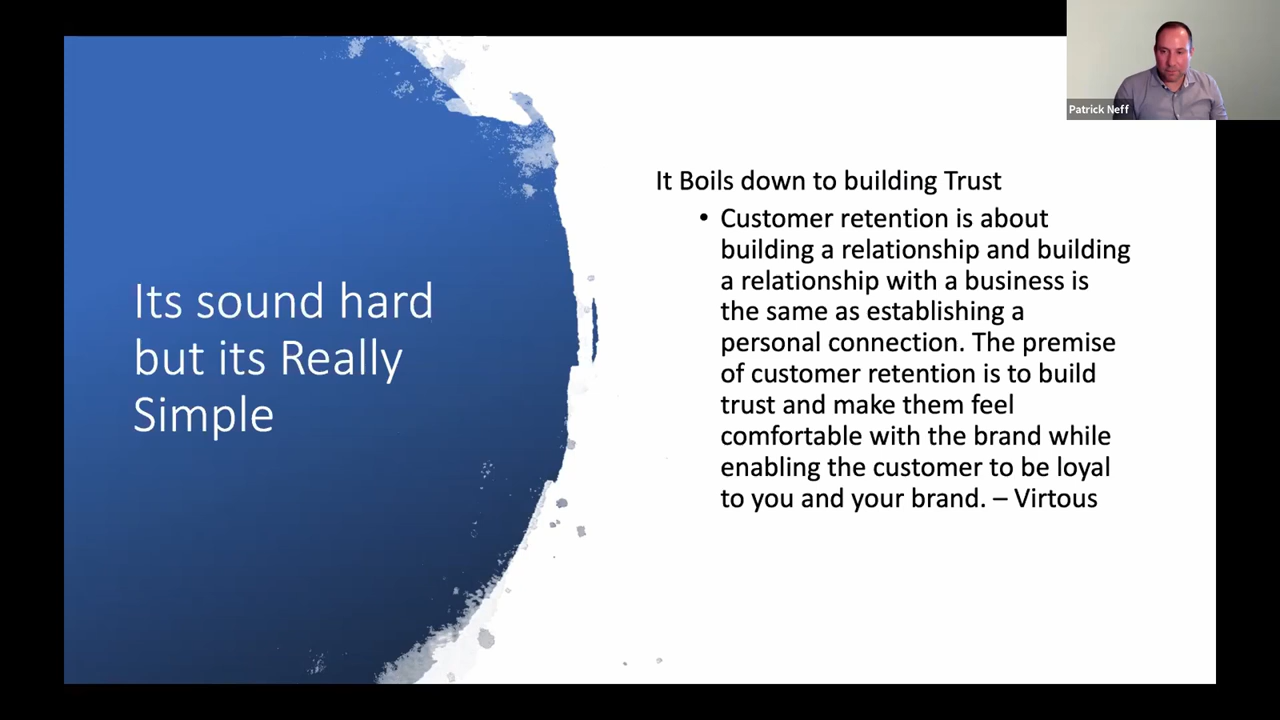 Patrick Neff
Its sound hard
but its Really
Simple
It Boils down to building Trust
• Customer retention is about
building a relationship and building
a relationship with a business is
the same as establishing a
personal connection. The premise
of customer retention is to build
trust and make them feel
comfortable with the brand while
enabling the customer to be loyal
to you and your brand. – Virtous